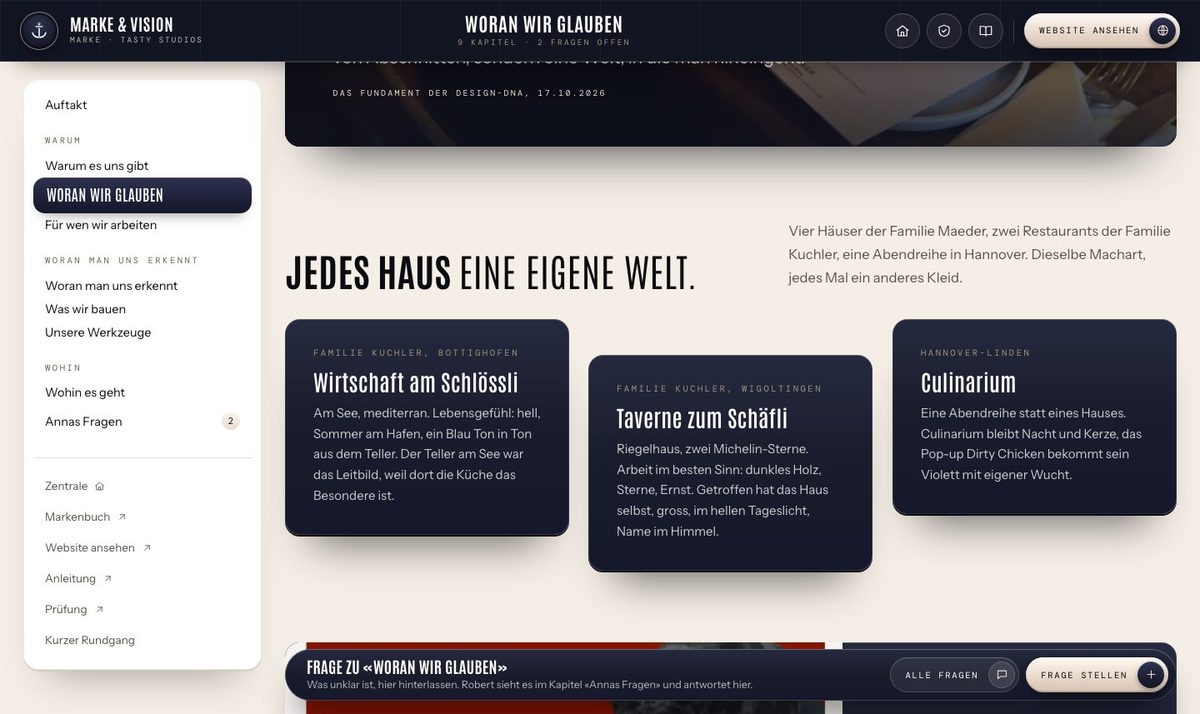 MARKE & VISION
MARKE · TASTY STUDIOS
WORAN WIR GLAUBEN
9 KAPITEL · 2 FRAGEN OFFEN
WEBSITE ANSEHEN
Auftakt
WARUM
Warum es uns gibt
WORAN WIR GLAUBEN
Für wen wir arbeiten
WORAN MAN UNS ERKENNT
Woran man uns erkennt
Was wir bauen
Unsere Werkzeuge
WOHIN
Wohin es geht
Annas Fragen 2
Zentrale
Markenbuch
Website ansehen
Anleitung
Prüfung
Kurzer Rundgang
von Abschnitten, sondern eine Welt, in die man hineingeht.
DAS FUNDAMENT DER DESIGN-DNA, 17.10.2026
JEDES HAUS EINE EIGENE WELT.
Vier Häuser der Familie Maeder, zwei Restaurants der Familie
Kuchler, eine Abendreihe in Hannover. Dieselbe Machart,
jedes Mal ein anderes Kleid.
FAMILIE KUCHLER, BOTTIGHOFEN
Wirtschaft am Schlössli
Am See, mediterran. Lebensgefühl: hell,
Sommer am Hafen, ein Blau Ton in Ton
aus dem Teller. Der Teller am See war
das Leitbild, weil dort die Küche das
Besondere ist.
FAMILIE KUCHLER, WIGOLTINGEN
Taverne zum Schäfli
Riegelhaus, zwei Michelin-Sterne.
Arbeit im besten Sinn: dunkles Holz,
Sterne, Ernst. Getroffen hat das Haus
selbst, gross, im hellen Tageslicht,
Name im Himmel.
HANNOVER-LINDEN
Culinarium
Eine Abendreihe statt eines Hauses.
Culinarium bleibt Nacht und Kerze, das
Pop-up Dirty Chicken bekommt sein
Violett mit eigener Wucht.
FRAGE ZU «WORAN WIR GLAUBEN»
Was unklar ist, hier hinterlassen. Robert sieht es im Kapitel «Annas Fragen» und antwortet hier.
ALLE FRAGEN
FRAGE STELLEN